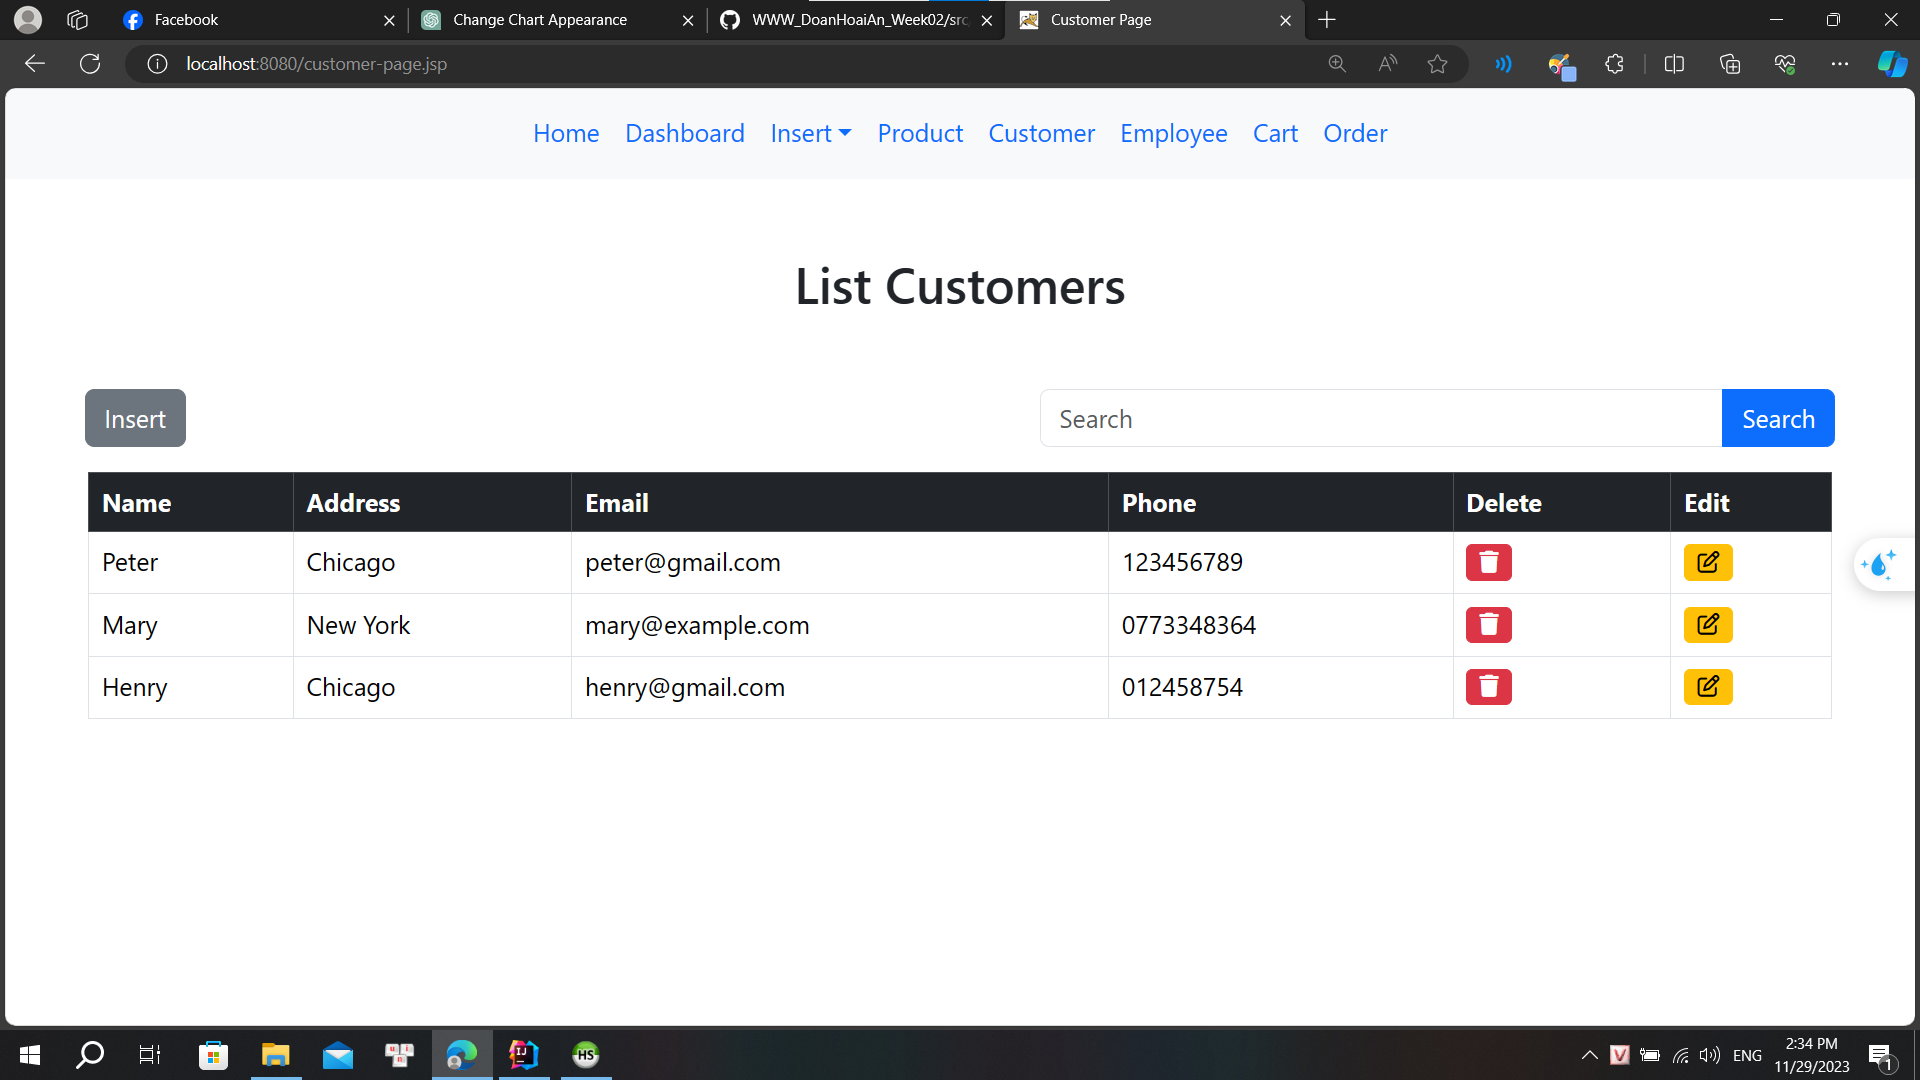 Facebook
Change Chart Appearance
WWW_DoanHoaiAn_Week02/src
Customer Page
localhost:8080/customer-page.jsp
Home Dashboard Insert Product Customer Employee Cart Order
List Customers
Insert Search Search
Name Address Email Phone Delete Edit
Peter Chicago peter@gmail.com 123456789
Mary New York mary@example.com 0773348364
Henry Chicago henry@gmail.com 012458754
ENG
2:34 PM
11/29/2023
1